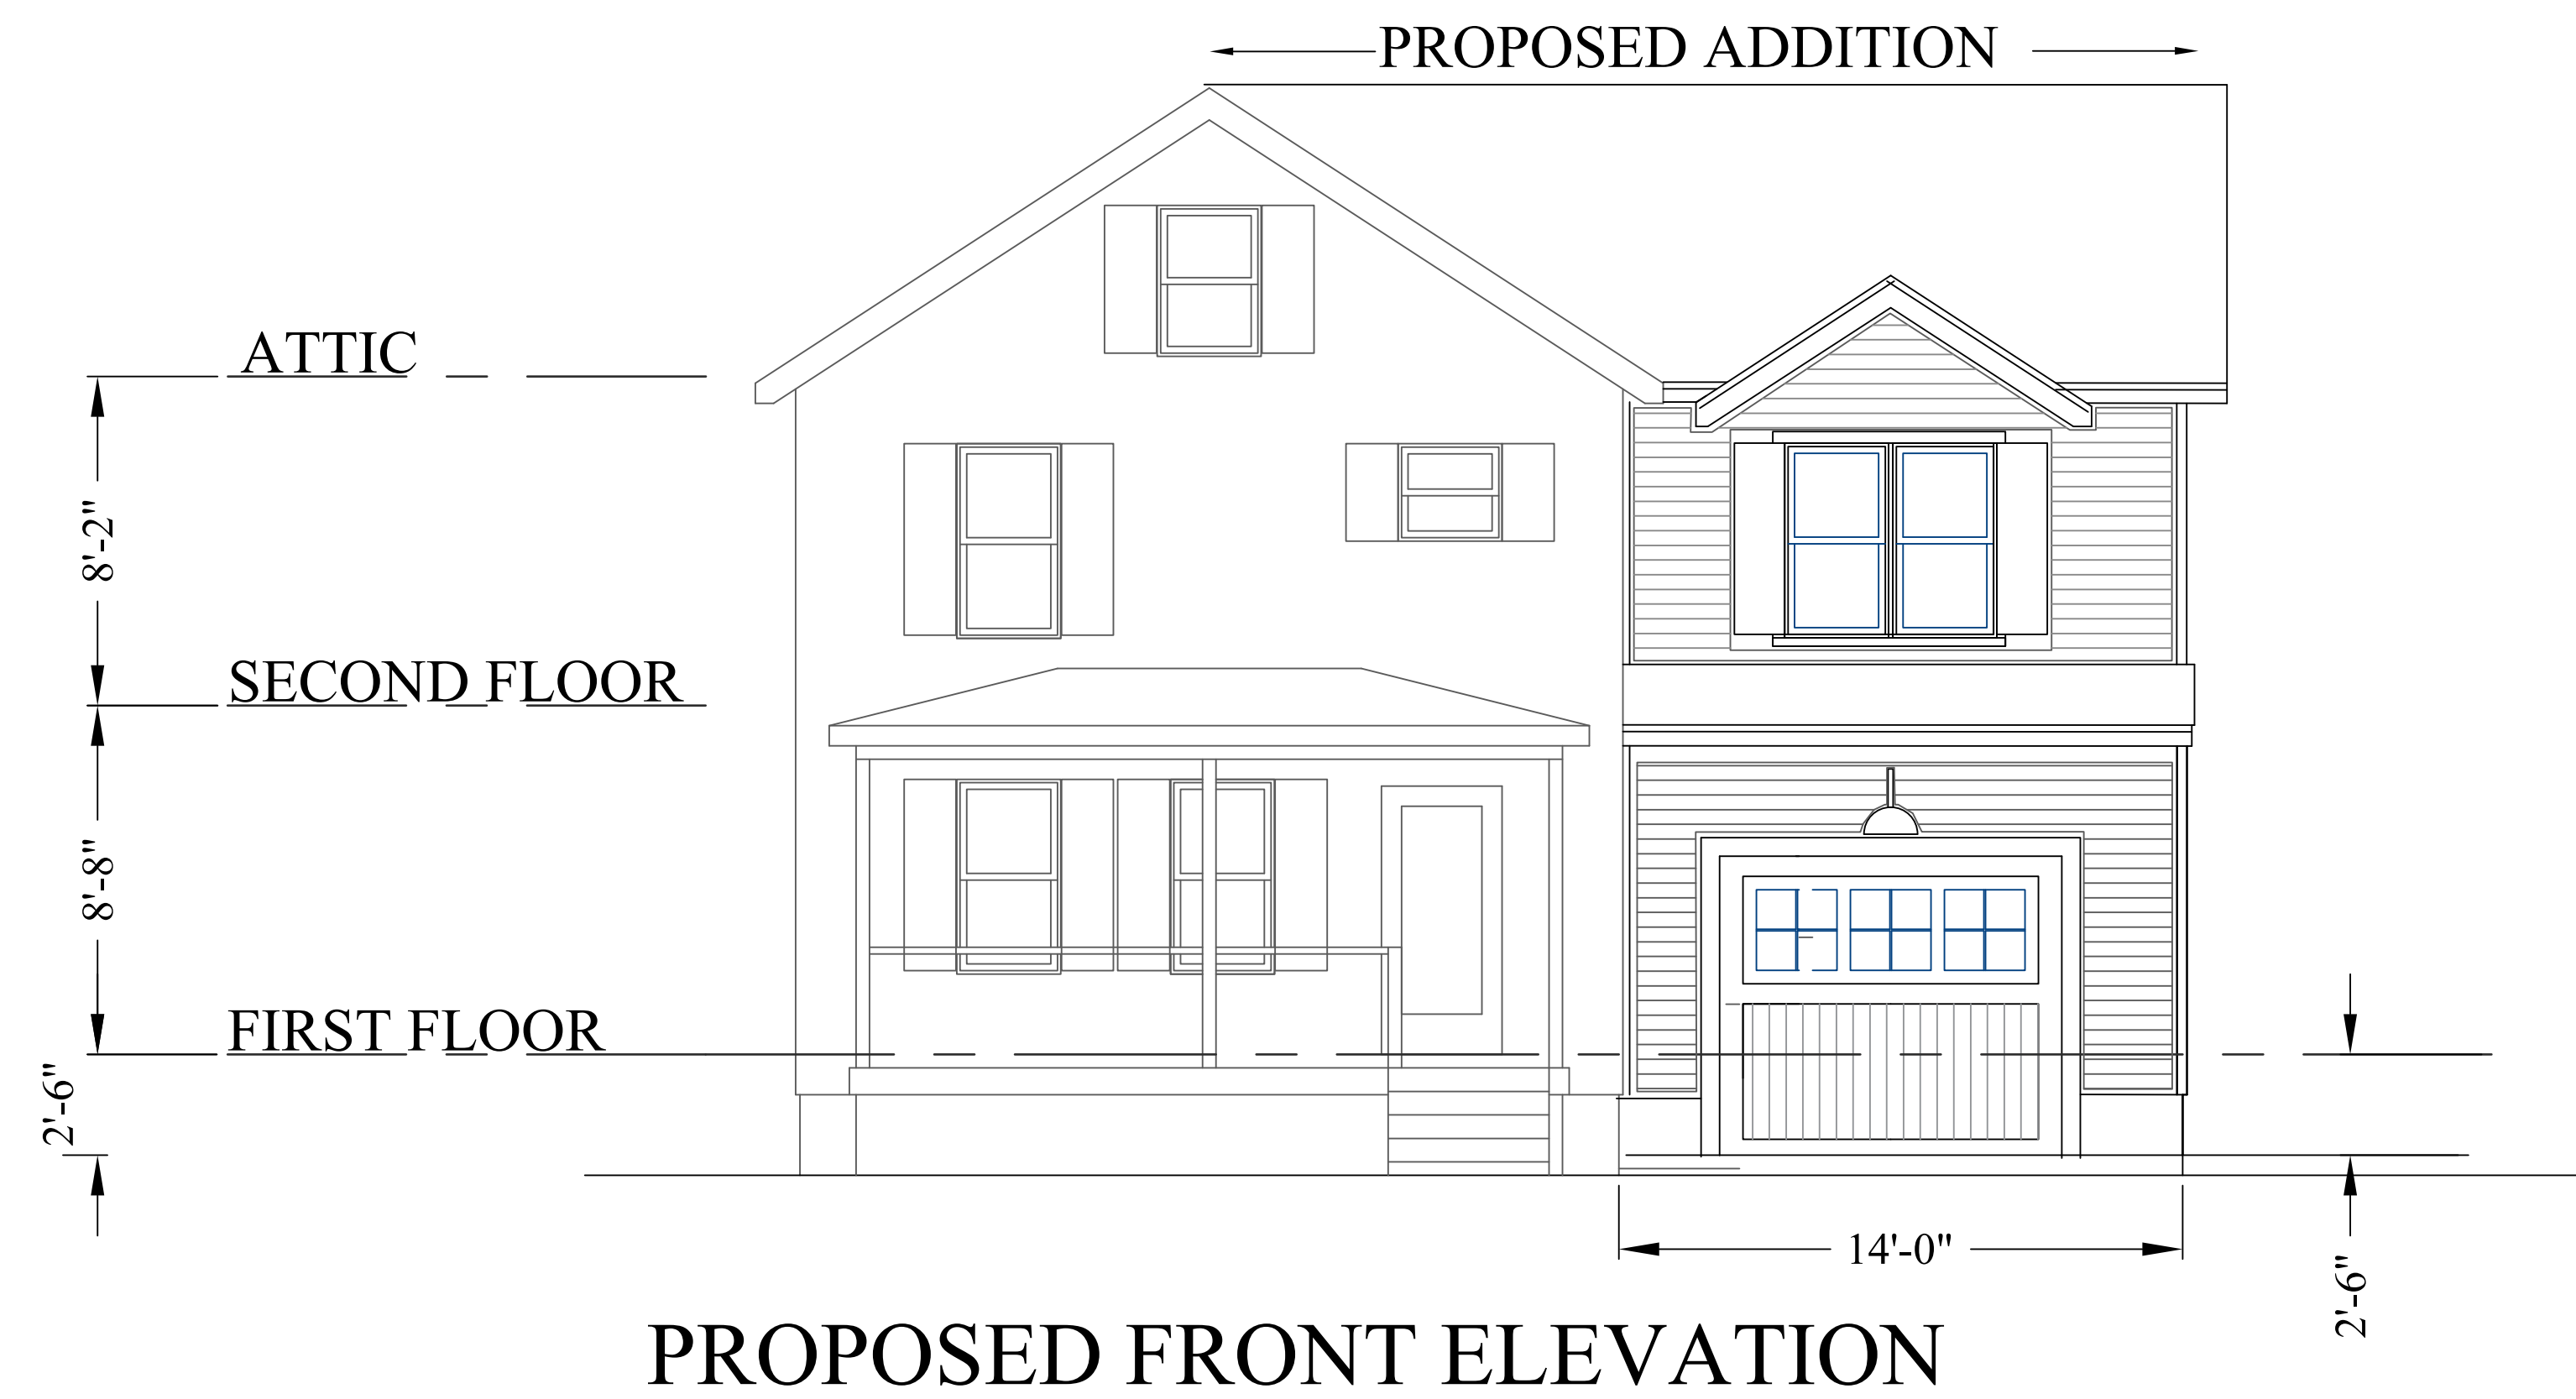 PROPOSED ADDITION
ATTIC
8'-2"
SECOND FLOOR
8'-8"
FIRST FLOOR
2'-6"
14'-0"
2'-6"
PROPOSED FRONT ELEVATION